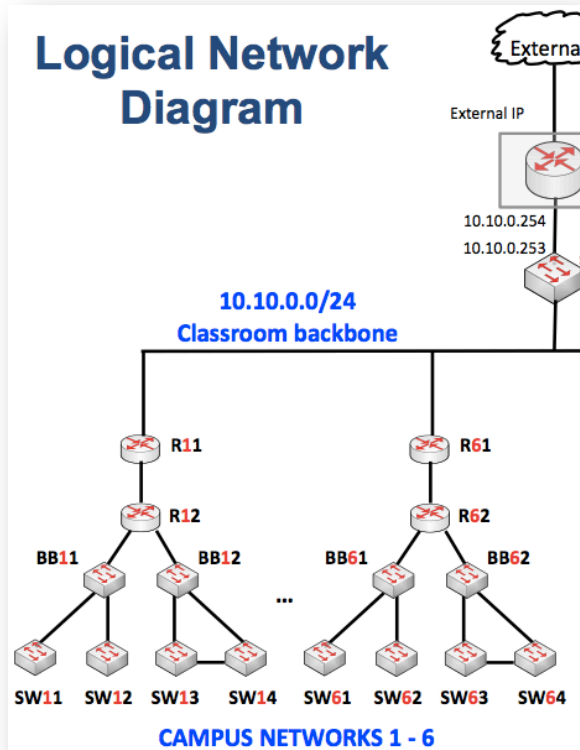 Logical Network
Diagram
Externa
External IP
10.10.0.254
10.10.0.253
10.10.0.0/24
Classroom backbone
R11 R61
R12 R62
BB11 BB12 BB61 BB62
...
SW11 SW12 SW13 SW14 SW61 SW62 SW63 SW64
CAMPUS NETWORKS 1 - 6